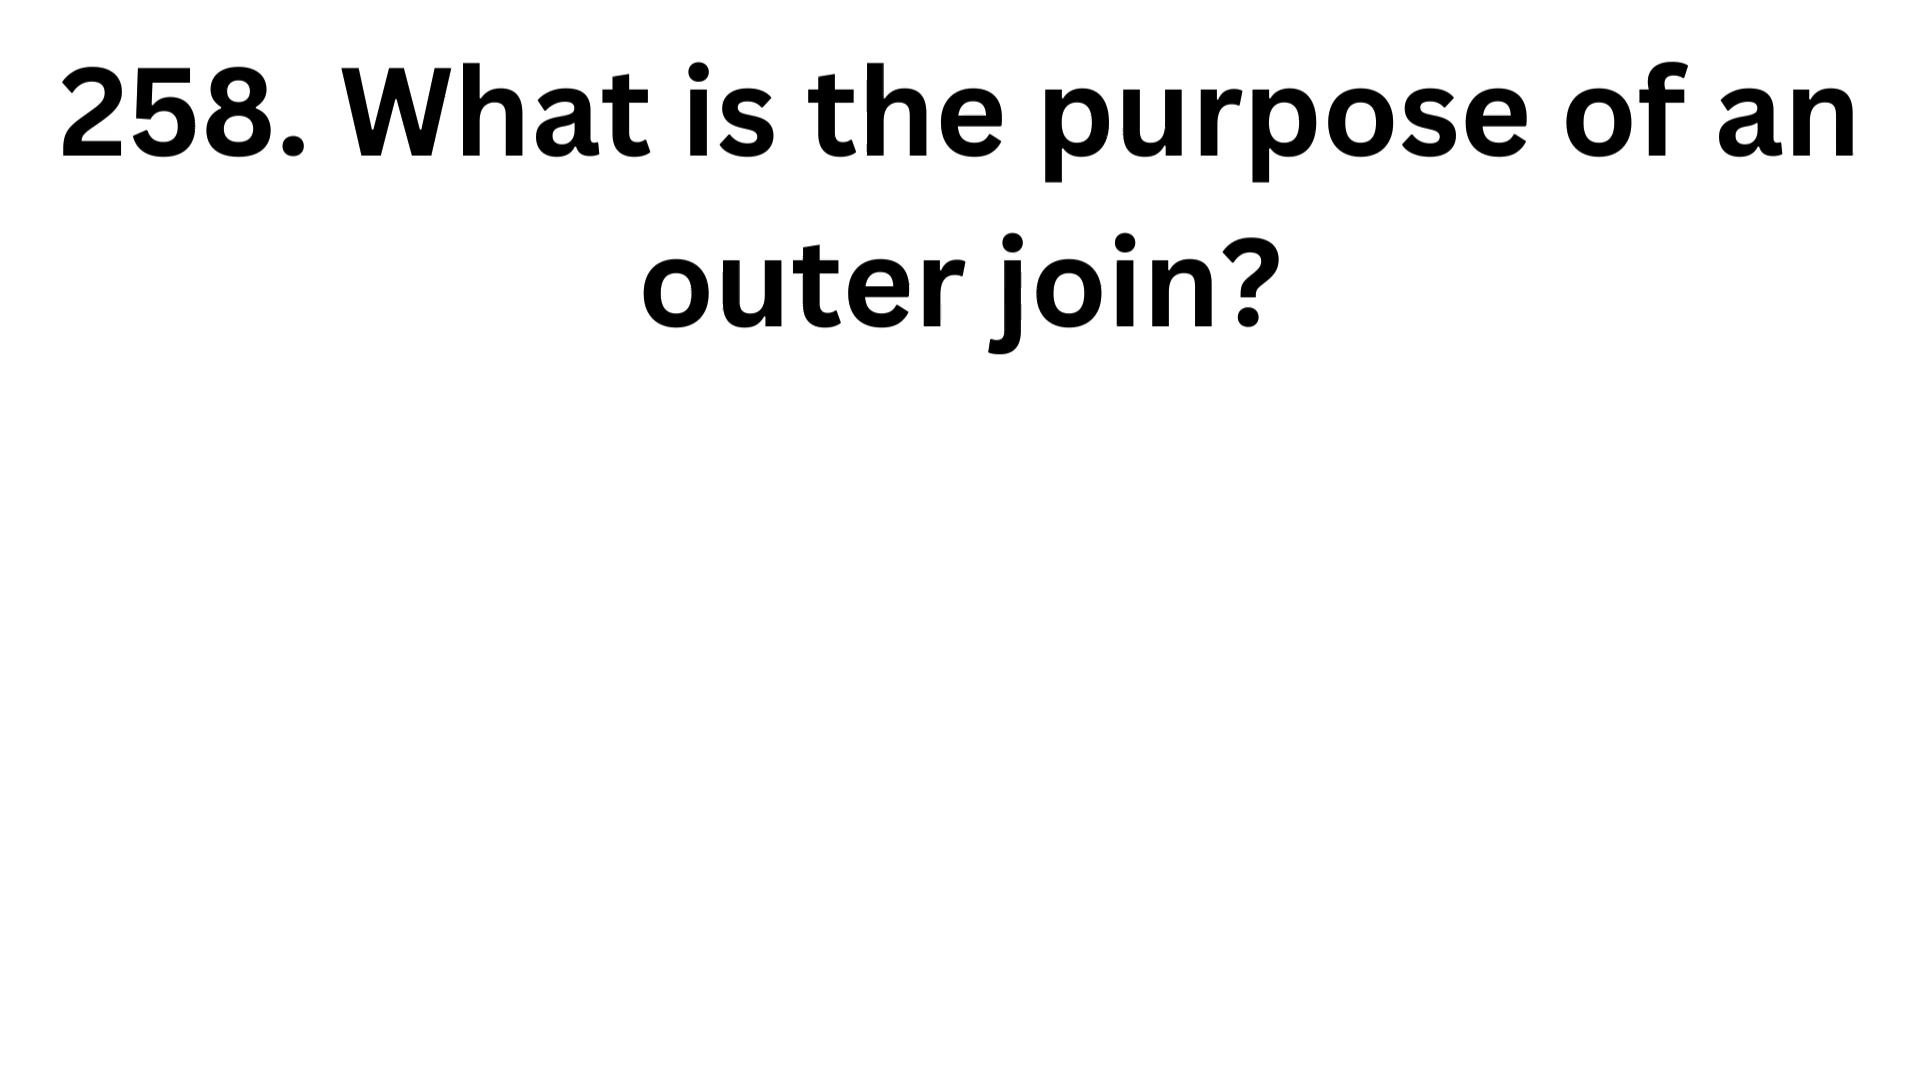 258. What is the purpose of an
outer join?